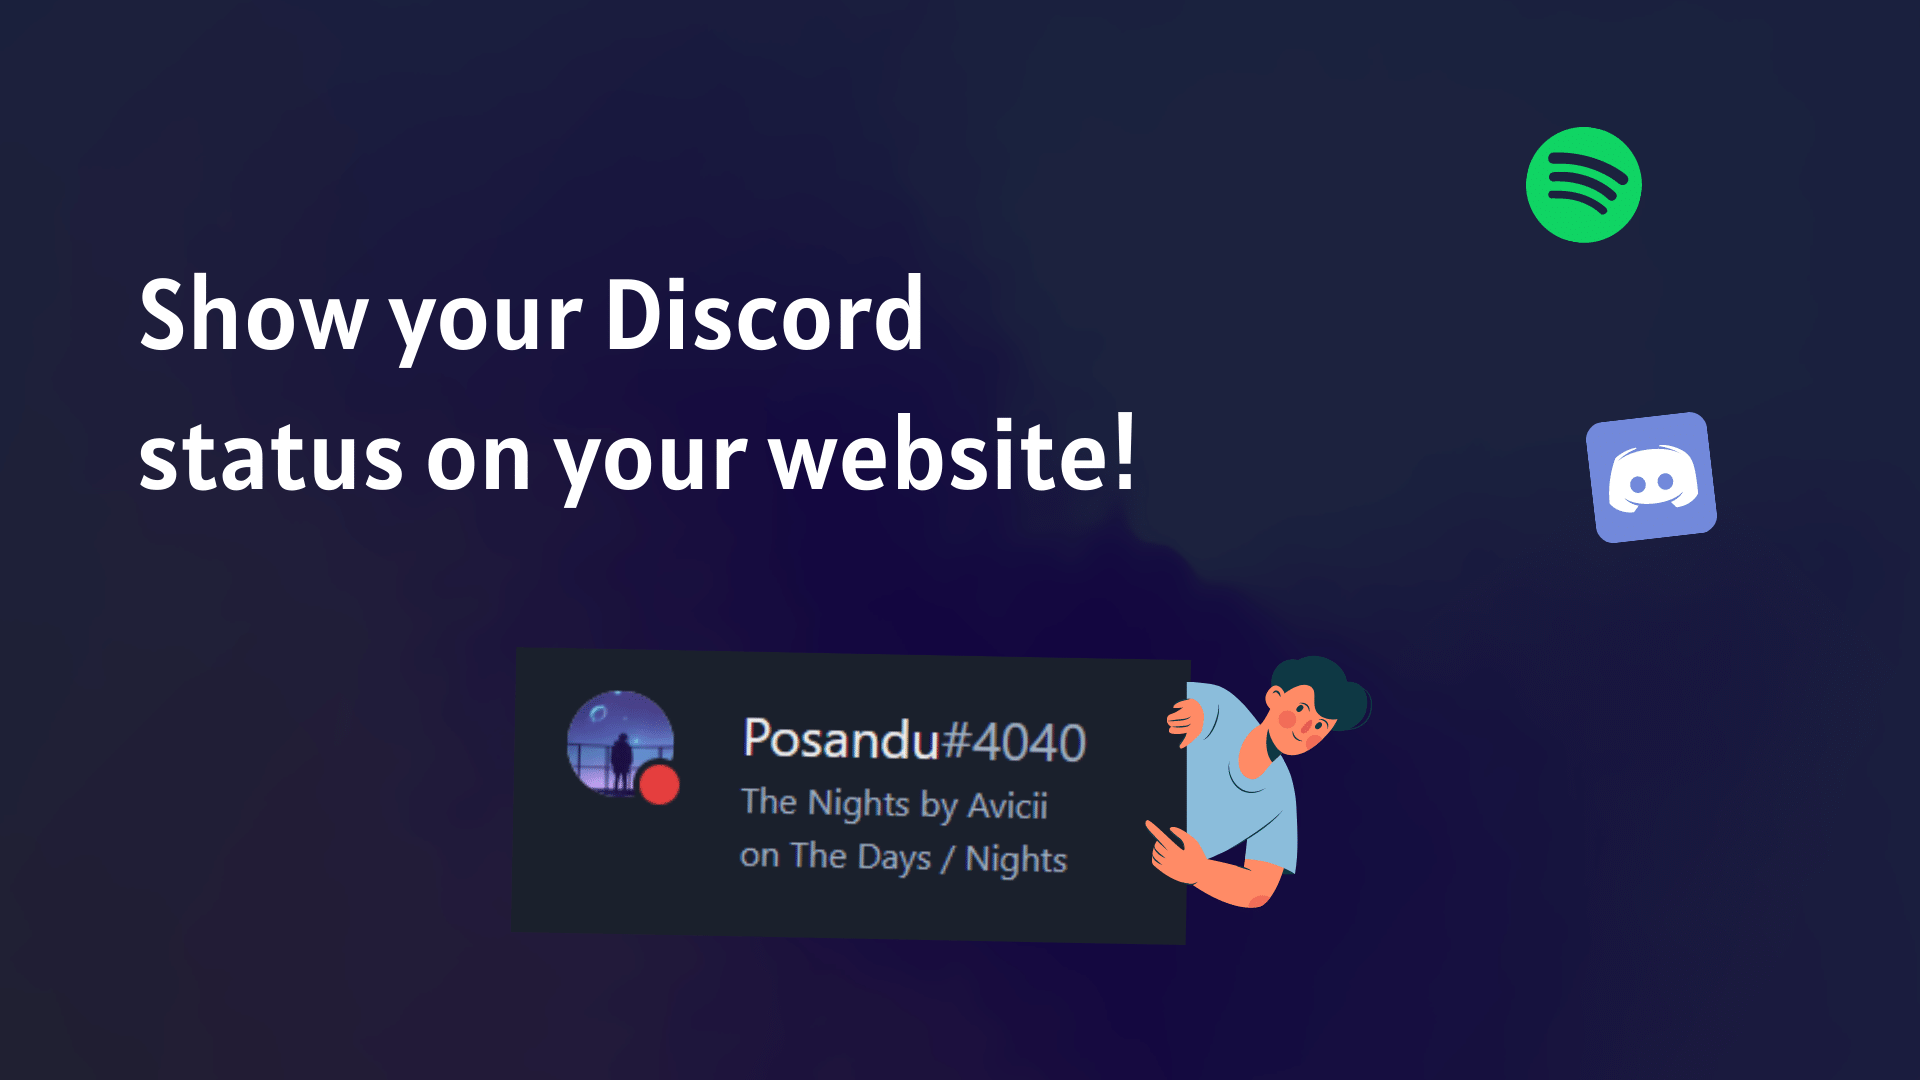 Show your Discord
status on your website!
Posandu#4040
The Nights by Avicii
on The Days / Nights